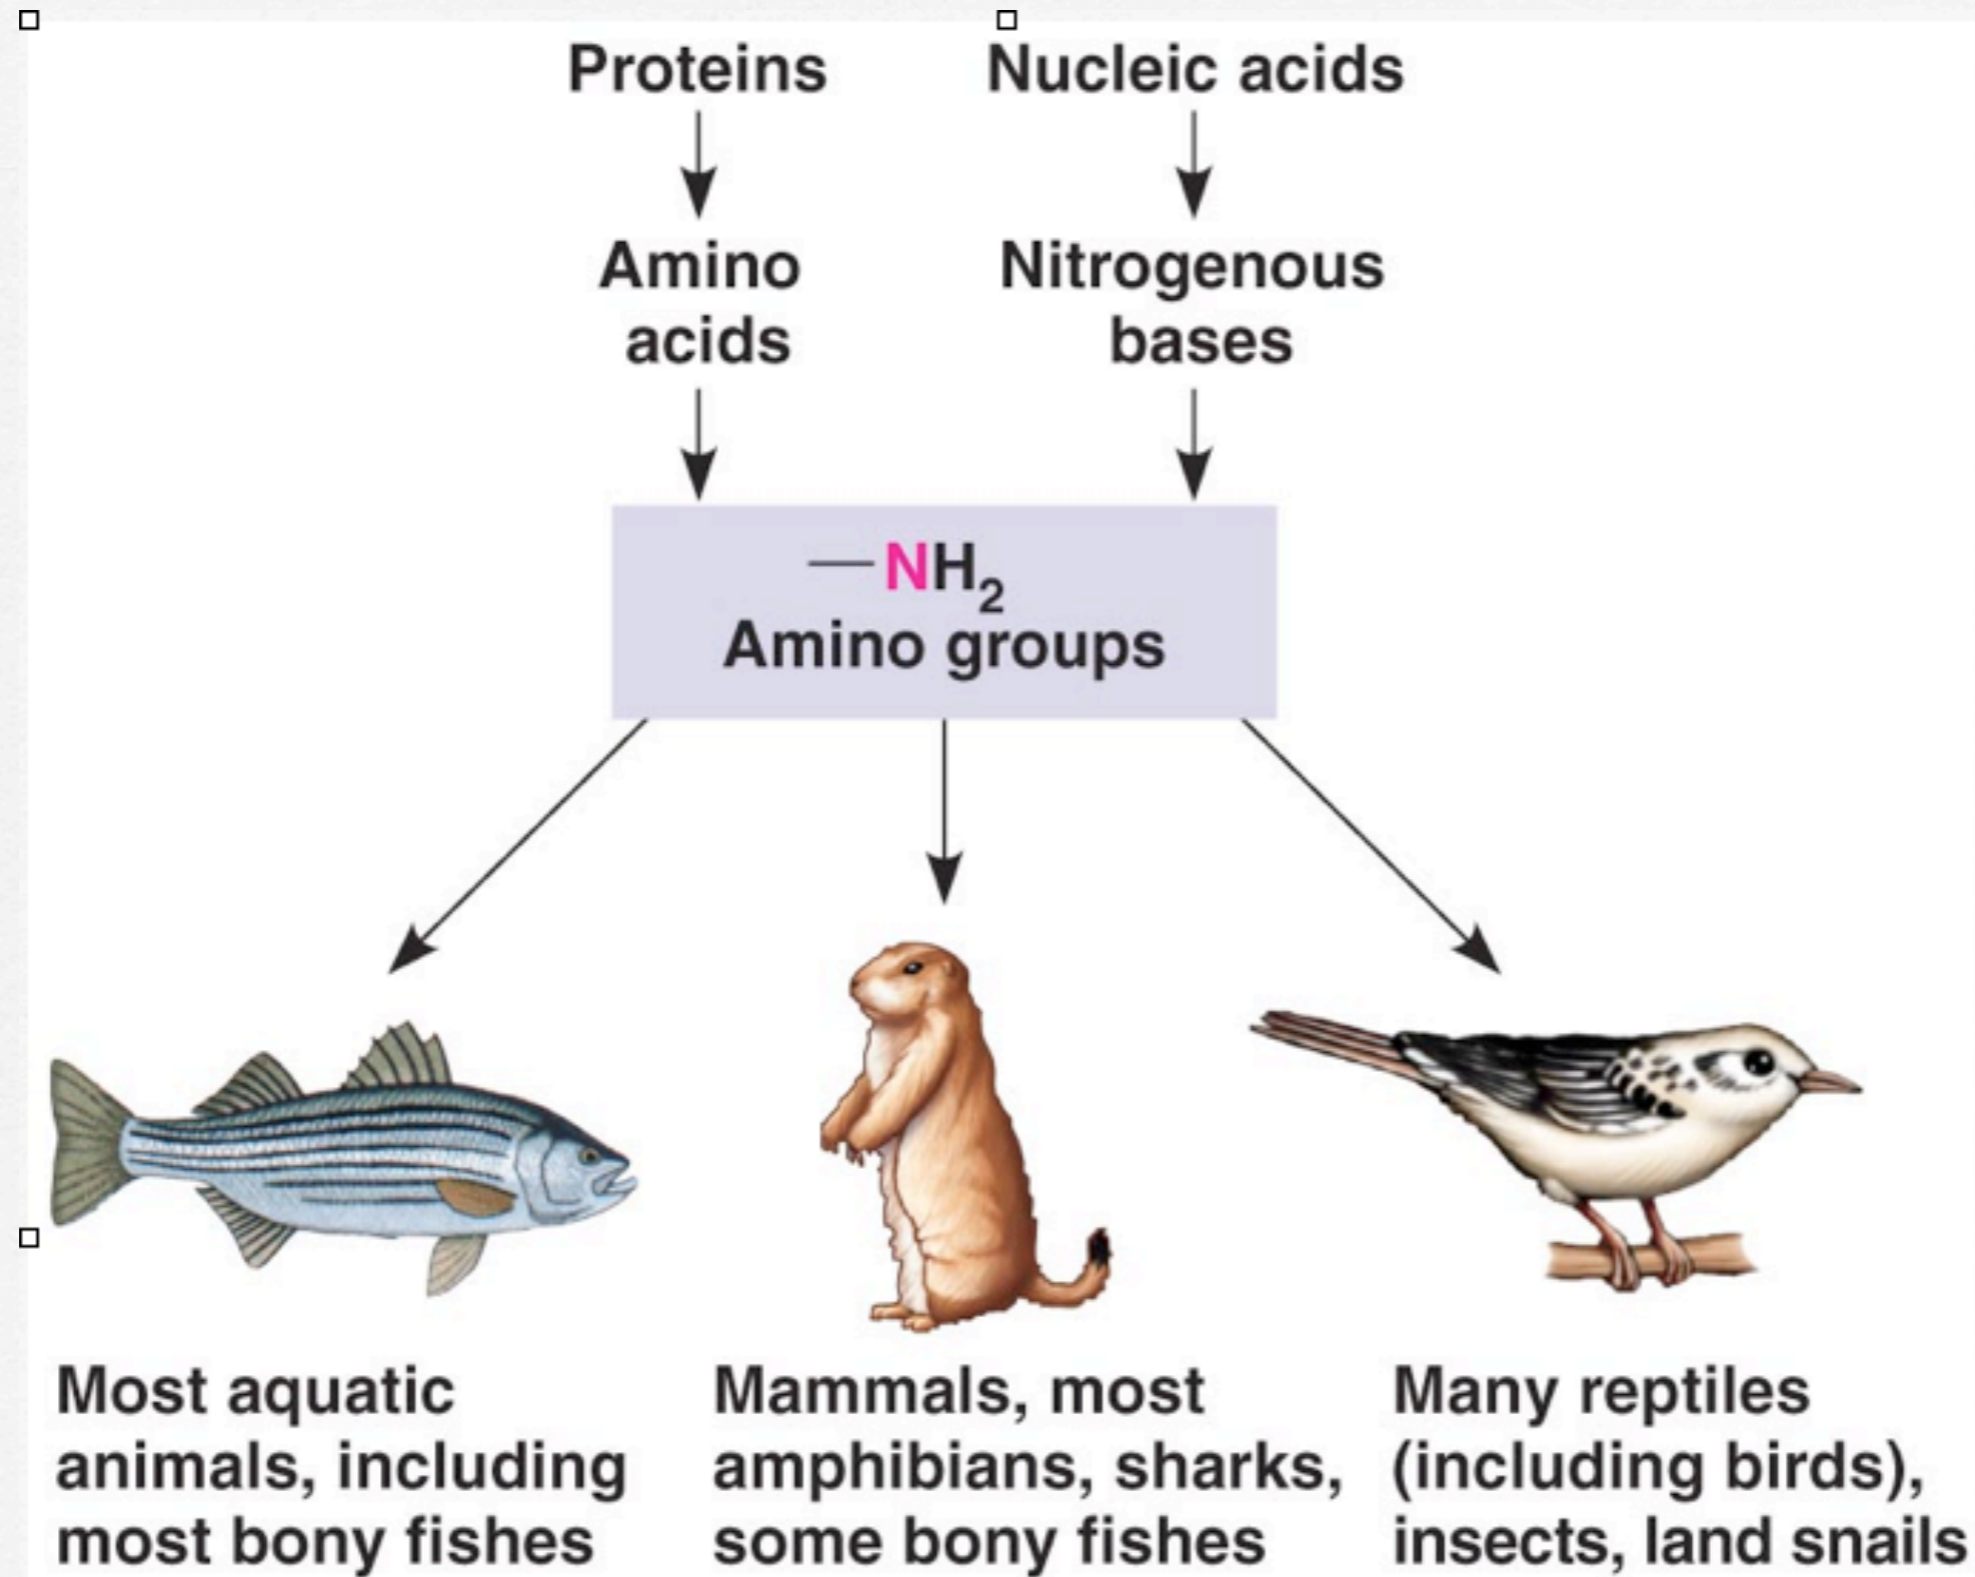 Proteins
Nucleic acids
Amino
acids
Nitrogenous
bases
—NH₂
Amino groups
Most aquatic
animals, including
most bony fishes
Mammals, most
amphibians, sharks,
some bony fishes
Many reptiles
(including birds),
insects, land snails